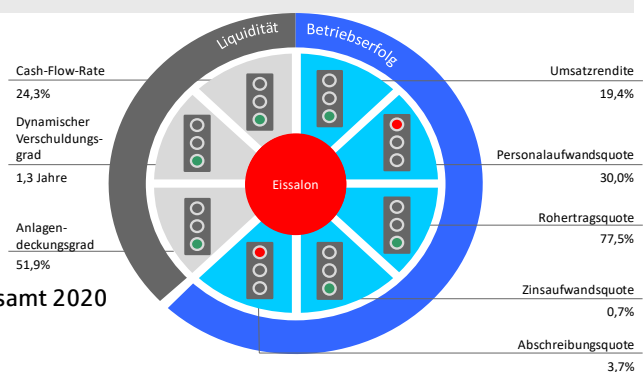 Liquidität
Betriebserfolg
Cash-Flow-Rate
24,3%
Dynamischer
Verschuldungs-
grad
1,3 Jahre
Anlagen-
deckungsgrad
51,9%
samt 2020
Eissalon
Umsatzrendite
19,4%
Personalaufwandsquote
30,0%
Rohertragsquote
77,5%
Zinsaufwandsquote
0,7%
Abschreibungsquote
3,7%